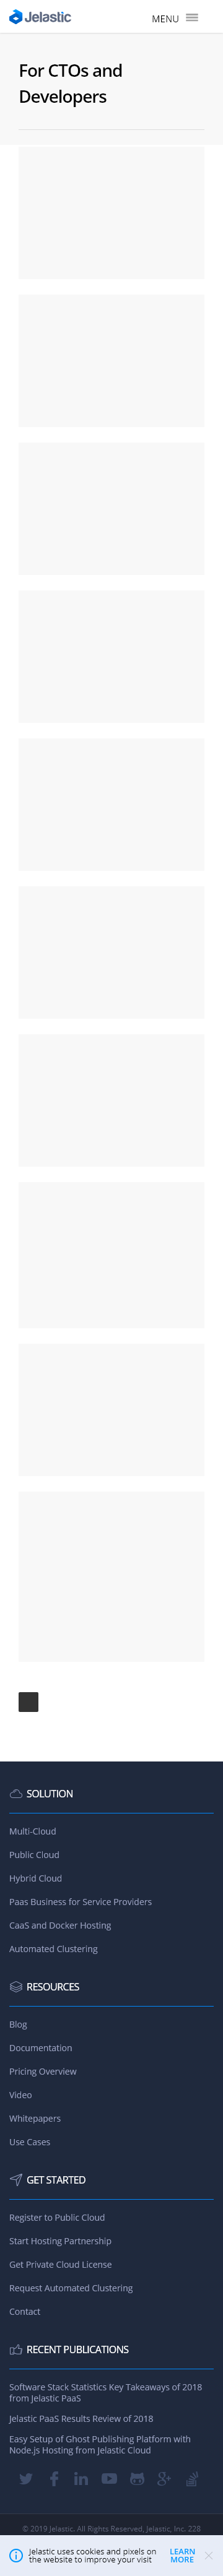 Jelastic
MENU
For CTOs and
Developers
SOLUTION
Multi-Cloud
Public Cloud
Hybrid Cloud
Paas Business for Service Providers
CaaS and Docker Hosting
Automated Clustering
RESOURCES
Blog
Documentation
Pricing Overview
Video
Whitepapers
Use Cases
GET STARTED
Register to Public Cloud
Start Hosting Partnership
Get Private Cloud License
Request Automated Clustering
Contact
RECENT PUBLICATIONS
Software Stack Statistics Key Takeaways of 2018
from Jelastic PaaS
Jelastic PaaS Results Review of 2018
Easy Setup of Ghost Publishing Platform with
Node.js Hosting from Jelastic Cloud
© 2019 Jelastic. All Rights Reserved, Jelastic, Inc. 228
Jelastic uses cookies and pixels on
the website to improve your visit
LEARN
MORE